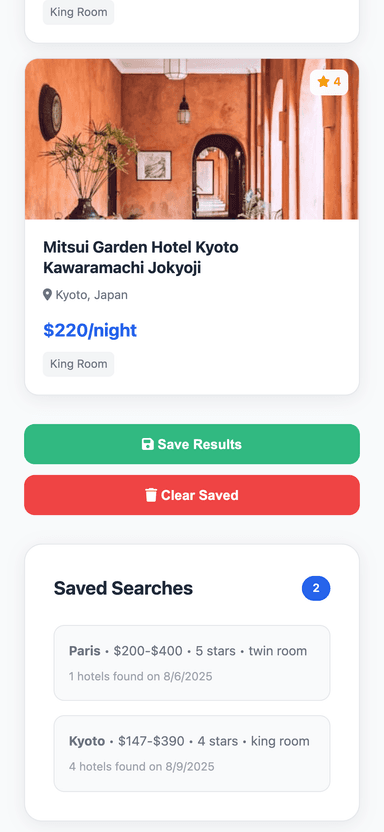 King Room
4
Mitsui Garden Hotel Kyoto
Kawaramachi Jokyoji
Kyoto, Japan
$220/night
King Room
Save Results
Clear Saved
Saved Searches
2
Paris • $200-$400 • 5 stars • twin room
1 hotels found on 8/6/2025
Kyoto • $147-$390 • 4 stars • king room
4 hotels found on 8/9/2025